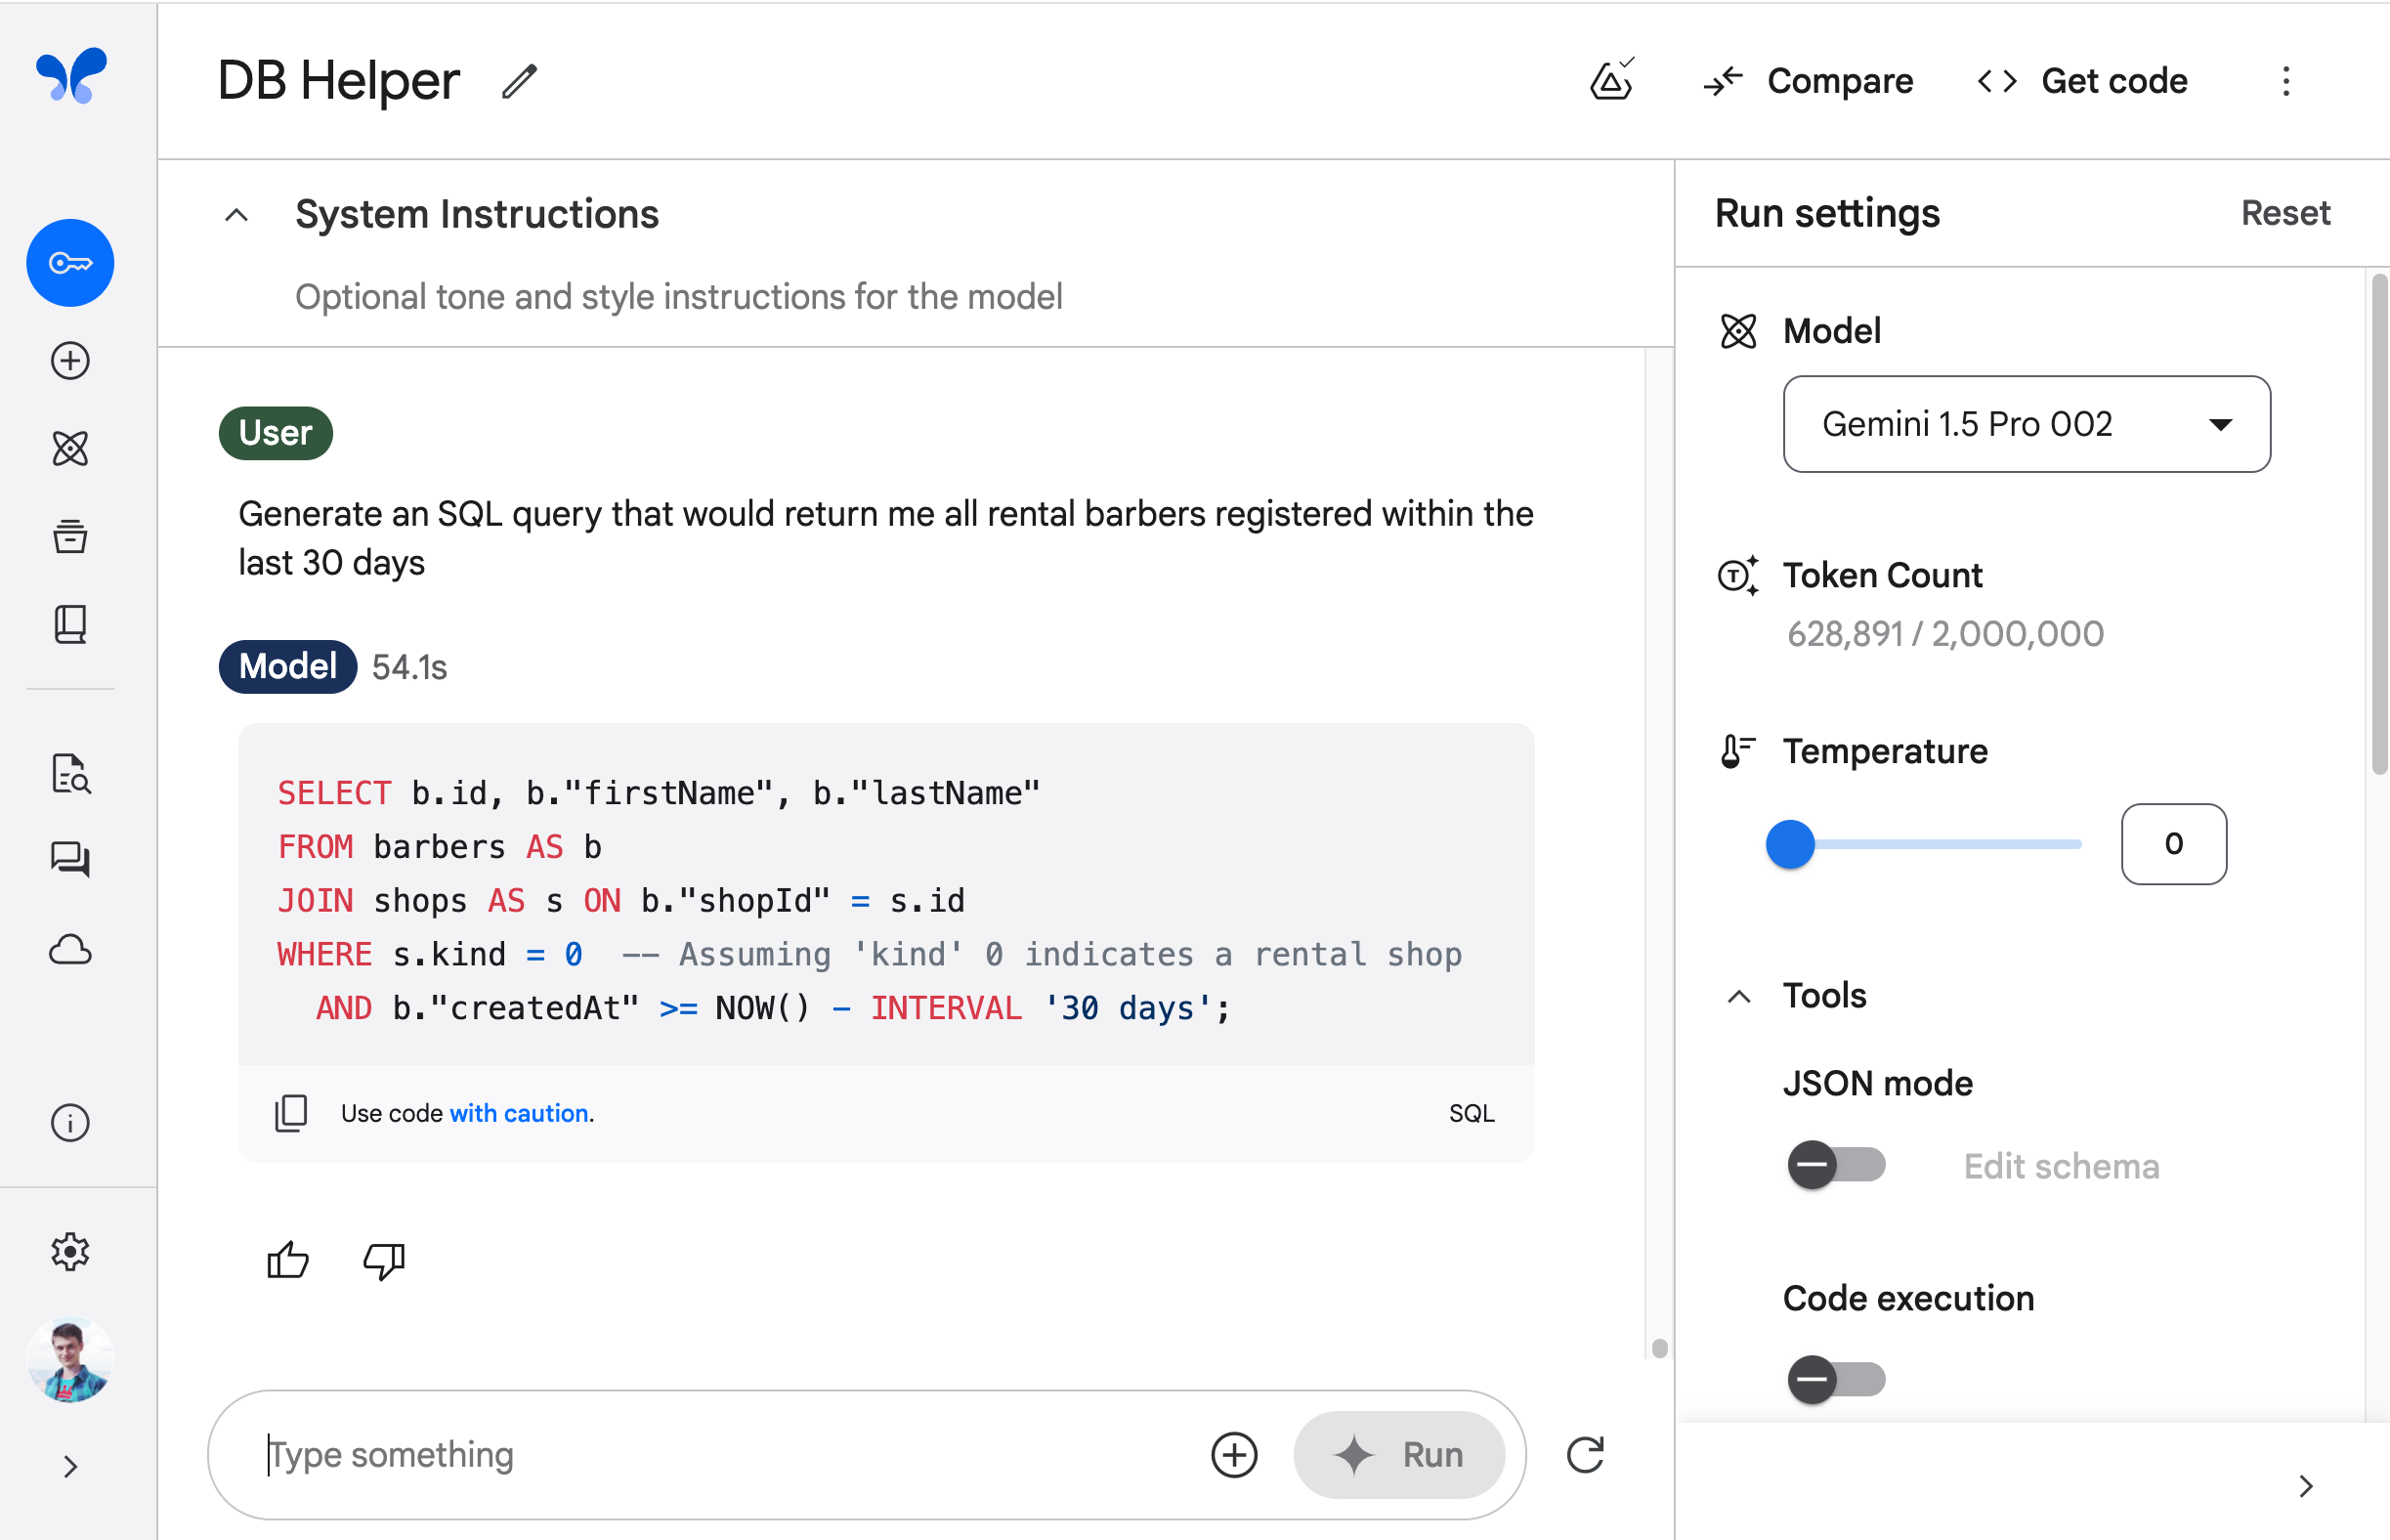 DB Helper
Compare
Get code
System Instructions
Optional tone and style instructions for the model
User
Generate an SQL query that would return me all rental barbers registered within the
last 30 days
Model 54.1s
SELECT b.id, b."firstName", b."lastName"
FROM barbers AS b
JOIN shops AS s ON b."shopId" = s.id
WHERE s.kind = 0  -- Assuming 'kind' 0 indicates a rental shop
  AND b."createdAt" >= NOW() - INTERVAL '30 days';
Use code with caution.
SQL
Type something
Run
Run settings
Reset
Model
Gemini 1.5 Pro 002
Token Count
628,891 / 2,000,000
Temperature
0
Tools
JSON mode
Edit schema
Code execution